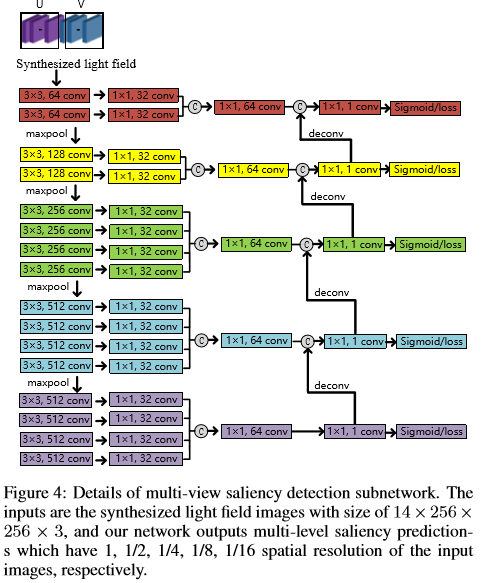 U V
Synthesized light field
3×3, 64 conv 1×1, 32 conv
C 1×1, 64 conv C 1×1, 1 conv Sigmoid/loss
3×3, 64 conv 1×1, 32 conv
maxpool
deconv
3×3, 128 conv 1×1, 32 conv
C 1×1, 64 conv C 1×1, 1 conv Sigmoid/loss
3×3, 128 conv 1×1, 32 conv
maxpool
deconv
3×3, 256 conv 1×1, 32 conv
3×3, 256 conv 1×1, 32 conv
C 1×1, 64 conv C 1×1, 1 conv Sigmoid/loss
3×3, 256 conv 1×1, 32 conv
3×3, 256 conv 1×1, 32 conv
maxpool
deconv
3×3, 512 conv 1×1, 32 conv
3×3, 512 conv 1×1, 32 conv
C 1×1, 64 conv C 1×1, 1 conv Sigmoid/loss
3×3, 512 conv 1×1, 32 conv
3×3, 512 conv 1×1, 32 conv
maxpool
deconv
3×3, 512 conv 1×1, 32 conv
3×3, 512 conv 1×1, 32 conv
C 1×1, 64 conv 1×1, 1 conv Sigmoid/loss
3×3, 512 conv 1×1, 32 conv
3×3, 512 conv 1×1, 32 conv
Figure 4: Details of multi-view saliency detection subnetwork. The
inputs are the synthesized light field images with size of 14 × 256 ×
256 × 3, and our network outputs multi-level saliency prediction-
s which have 1, 1/2, 1/4, 1/8, 1/16 spatial resolution of the input
images, respectively.